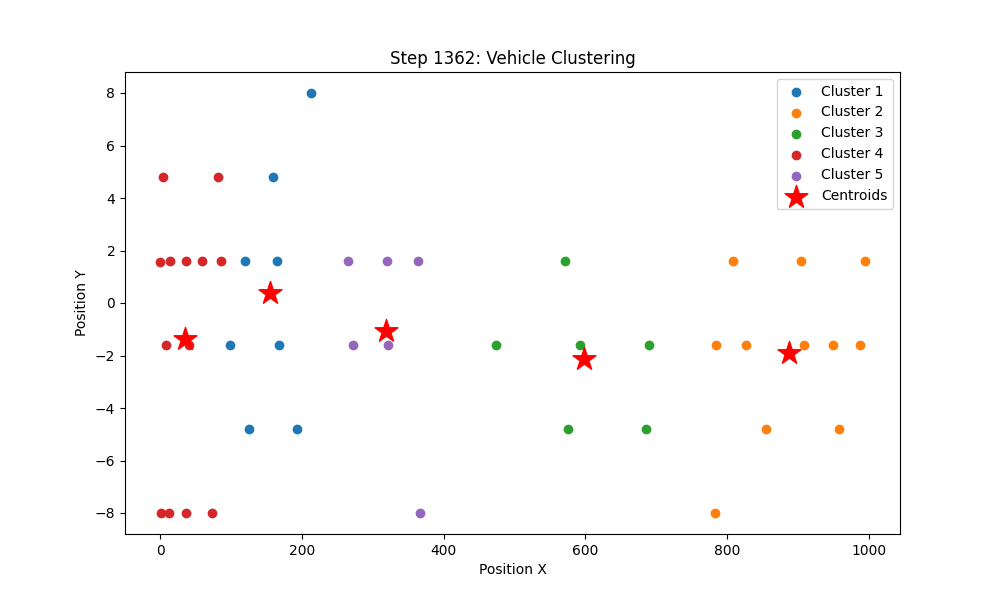 Step 1362: Vehicle Clustering
Cluster 1
Cluster 2
Cluster 3
Cluster 4
Cluster 5
Centroids
Position Y
8
6
4
2
0
−2
−4
−6
−8
0
200
400
600
800
1000
Position X